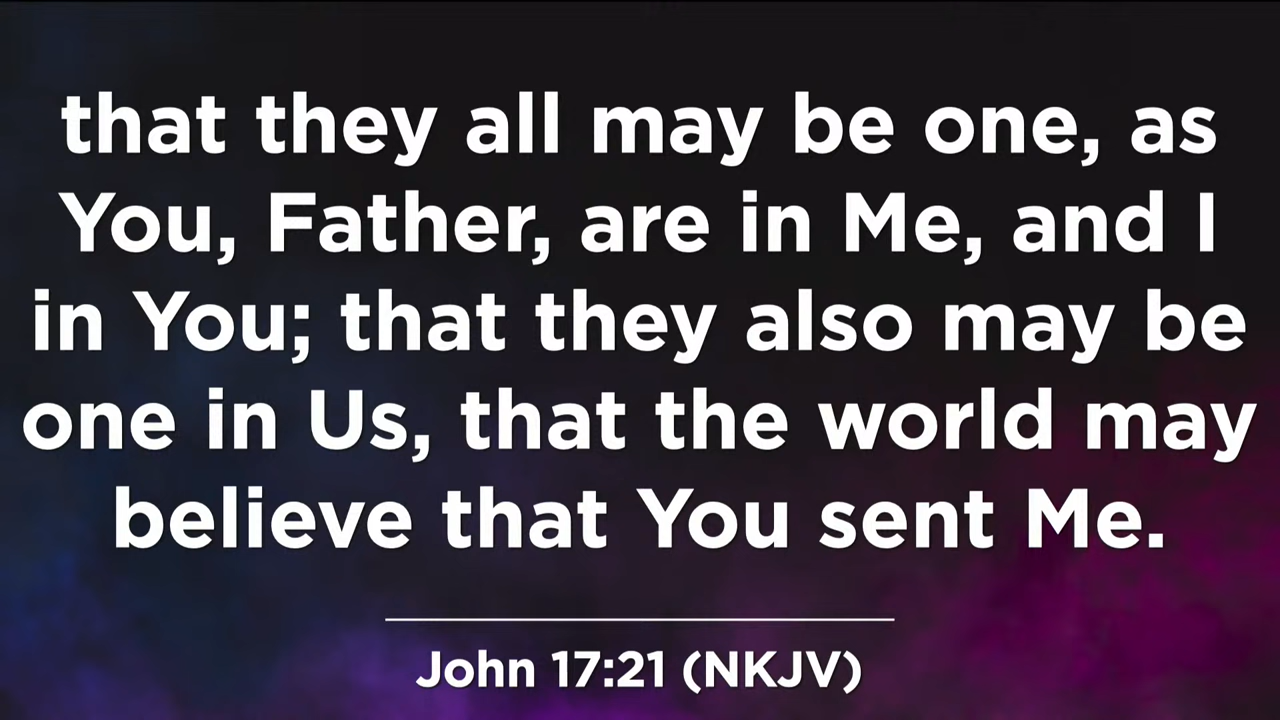 that they all may be one, as
You, Father, are in Me, and I
in You; that they also may be
one in Us, that the world may
believe that You sent Me.
John 17:21 (NKJV)